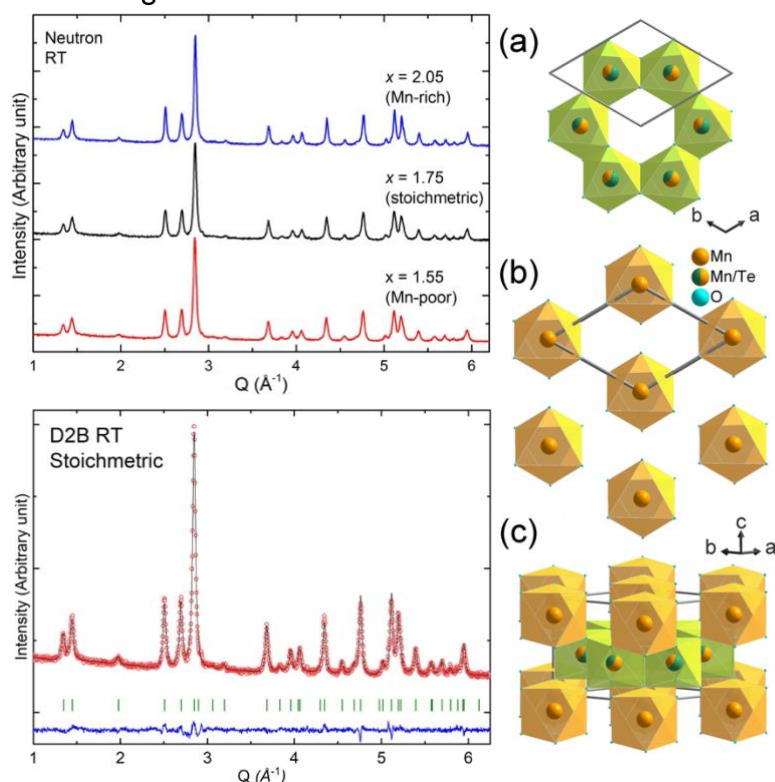 Neutron
RT
x = 2.05
(Mn-rich)
x = 1.75
(stoichmetric)
x = 1.55
(Mn-poor)
Intensity (Arbitrary unit)
1 2 3 4 5 6
Q (Å⁻¹)
D2B RT
Stoichmetric
Intensity (Arbitrary unit)
1 2 3 4 5 6
Q (Å⁻¹)
(a)
b a
Mn
Mn/Te
O
(b)
(c)
c
b a